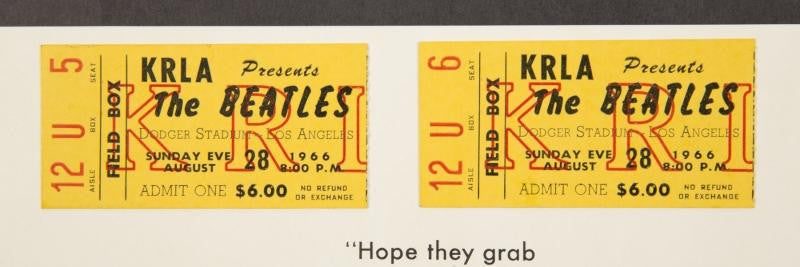 5
SEAT
U
BOX
12
AISLE
FIELD BOX
KRLA Presents
The BEATLES
DODGER STADIUM - LOS ANGELES
SUNDAY EVE AUGUST 28 1966 8:00 P.M.
ADMIT ONE $6.00 NO REFUND OR EXCHANGE
KRL
6
SEAT
U
BOX
12
AISLE
FIELD BOX
KRLA Presents
The BEATLES
DODGER STADIUM - LOS ANGELES
SUNDAY EVE AUGUST 28 1966 8:00 P.M.
ADMIT ONE $6.00 NO REFUND OR EXCHANGE
KRL
"Hope they grab